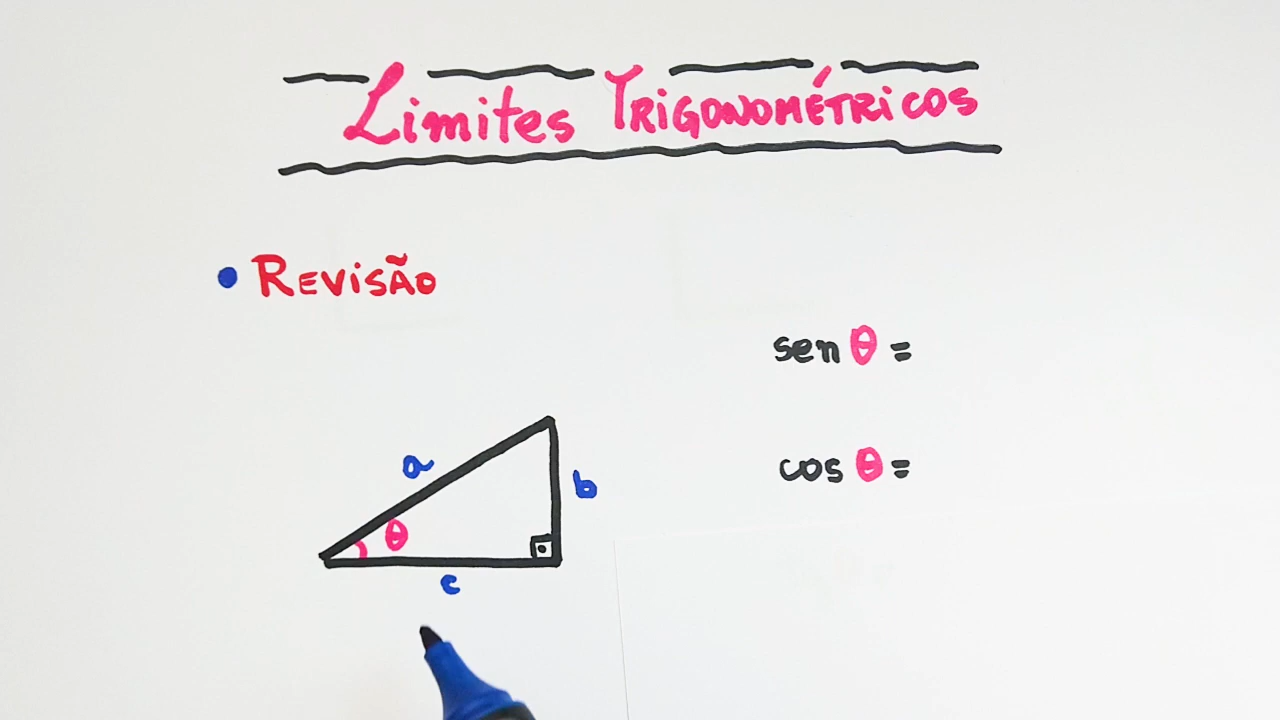 Limites TRIGONOMÉTRICOS
• REVISÃO
sen θ =
cos θ =
a
b
θ
c